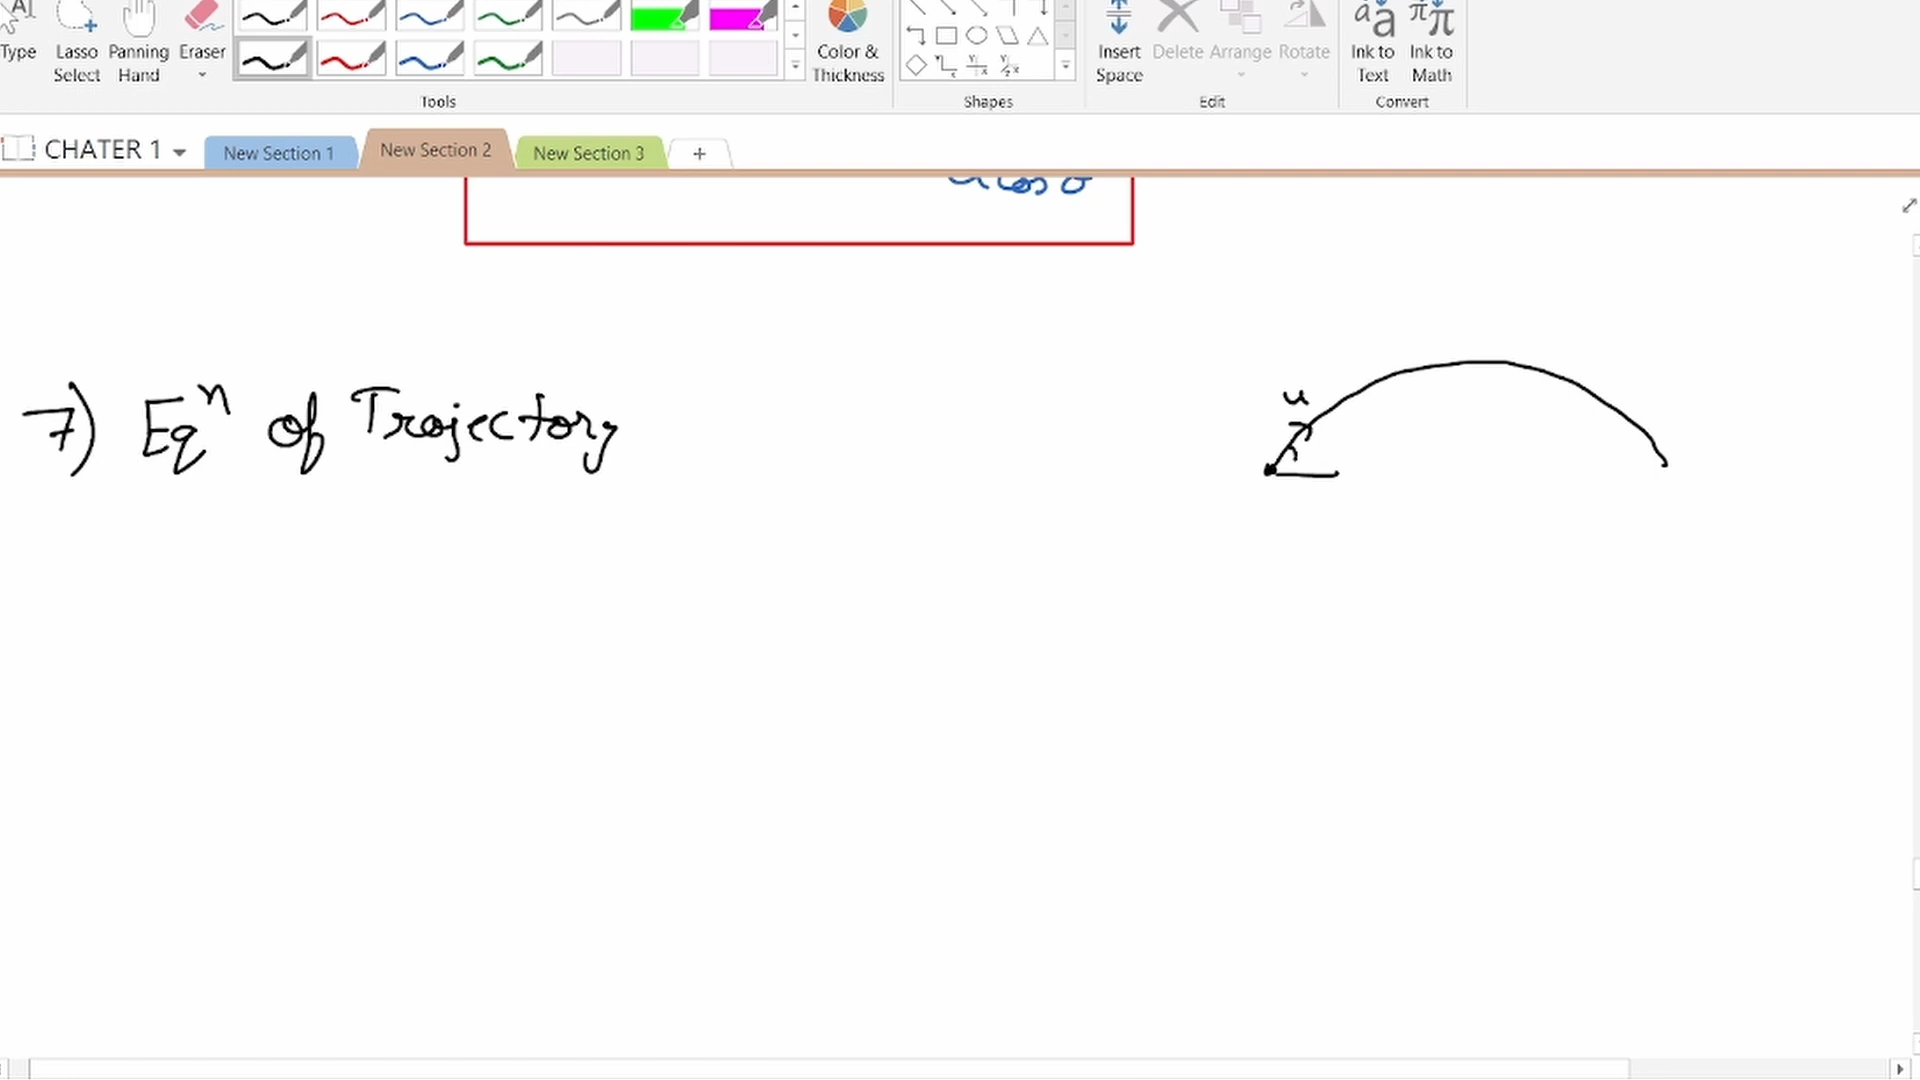 Type
Lasso Select
Panning Hand
Eraser
Color & Thickness
Insert Space
Delete
Arrange
Rotate
Ink to Text
Ink to Math
Tools
Shapes
Edit
Convert
CHATER 1
New Section 1
New Section 2
New Section 3
+
u cos θ
7) Eqⁿ of Trajectory
u